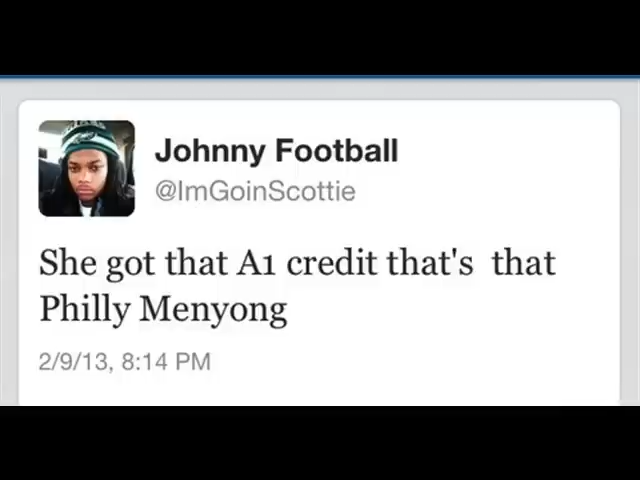 Johnny Football
@ImGoinScottie
She got that A1 credit that's  that
Philly Menyong
2/9/13, 8:14 PM